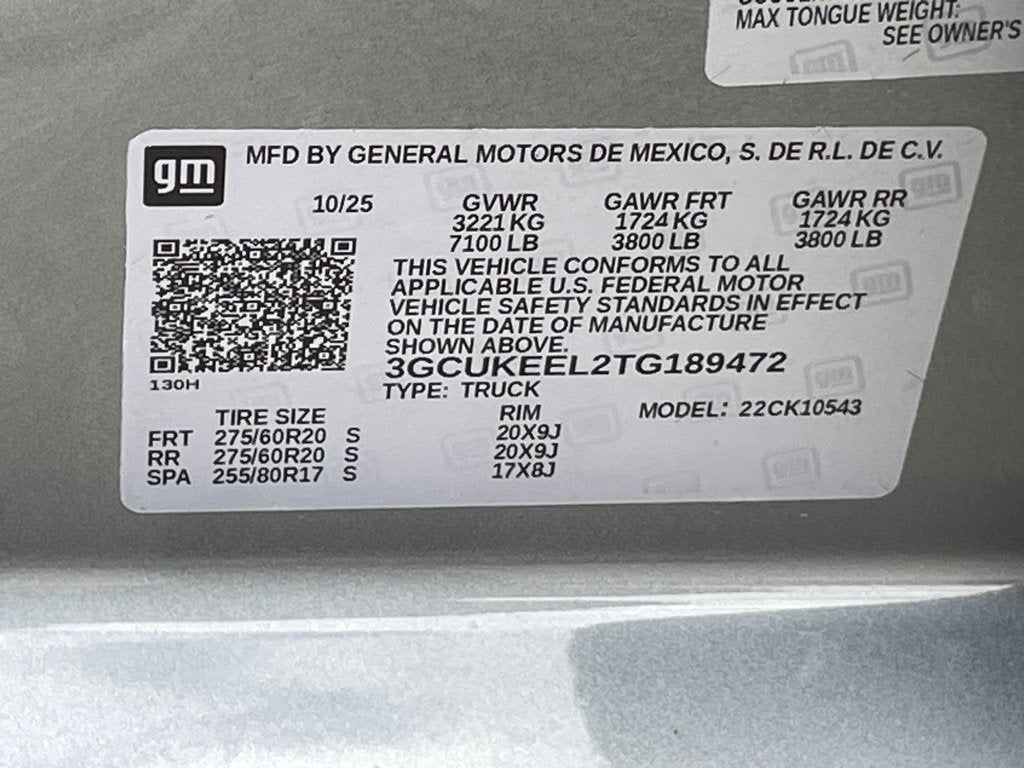 MAX TONGUE WEIGHT:
SEE OWNER'S
gm
MFD BY GENERAL MOTORS DE MEXICO, S. DE R.L. DE C.V.
10/25 GVWR GAWR FRT GAWR RR
3221 KG 1724 KG 1724 KG
7100 LB 3800 LB 3800 LB
THIS VEHICLE CONFORMS TO ALL
APPLICABLE U.S. FEDERAL MOTOR
VEHICLE SAFETY STANDARDS IN EFFECT
ON THE DATE OF MANUFACTURE
SHOWN ABOVE.
3GCUKEEL2TG189472
130H
TYPE: TRUCK
TIRE SIZE RIM MODEL: 22CK10543
FRT 275/60R20 S 20X9J
RR 275/60R20 S 20X9J
SPA 255/80R17 S 17X8J